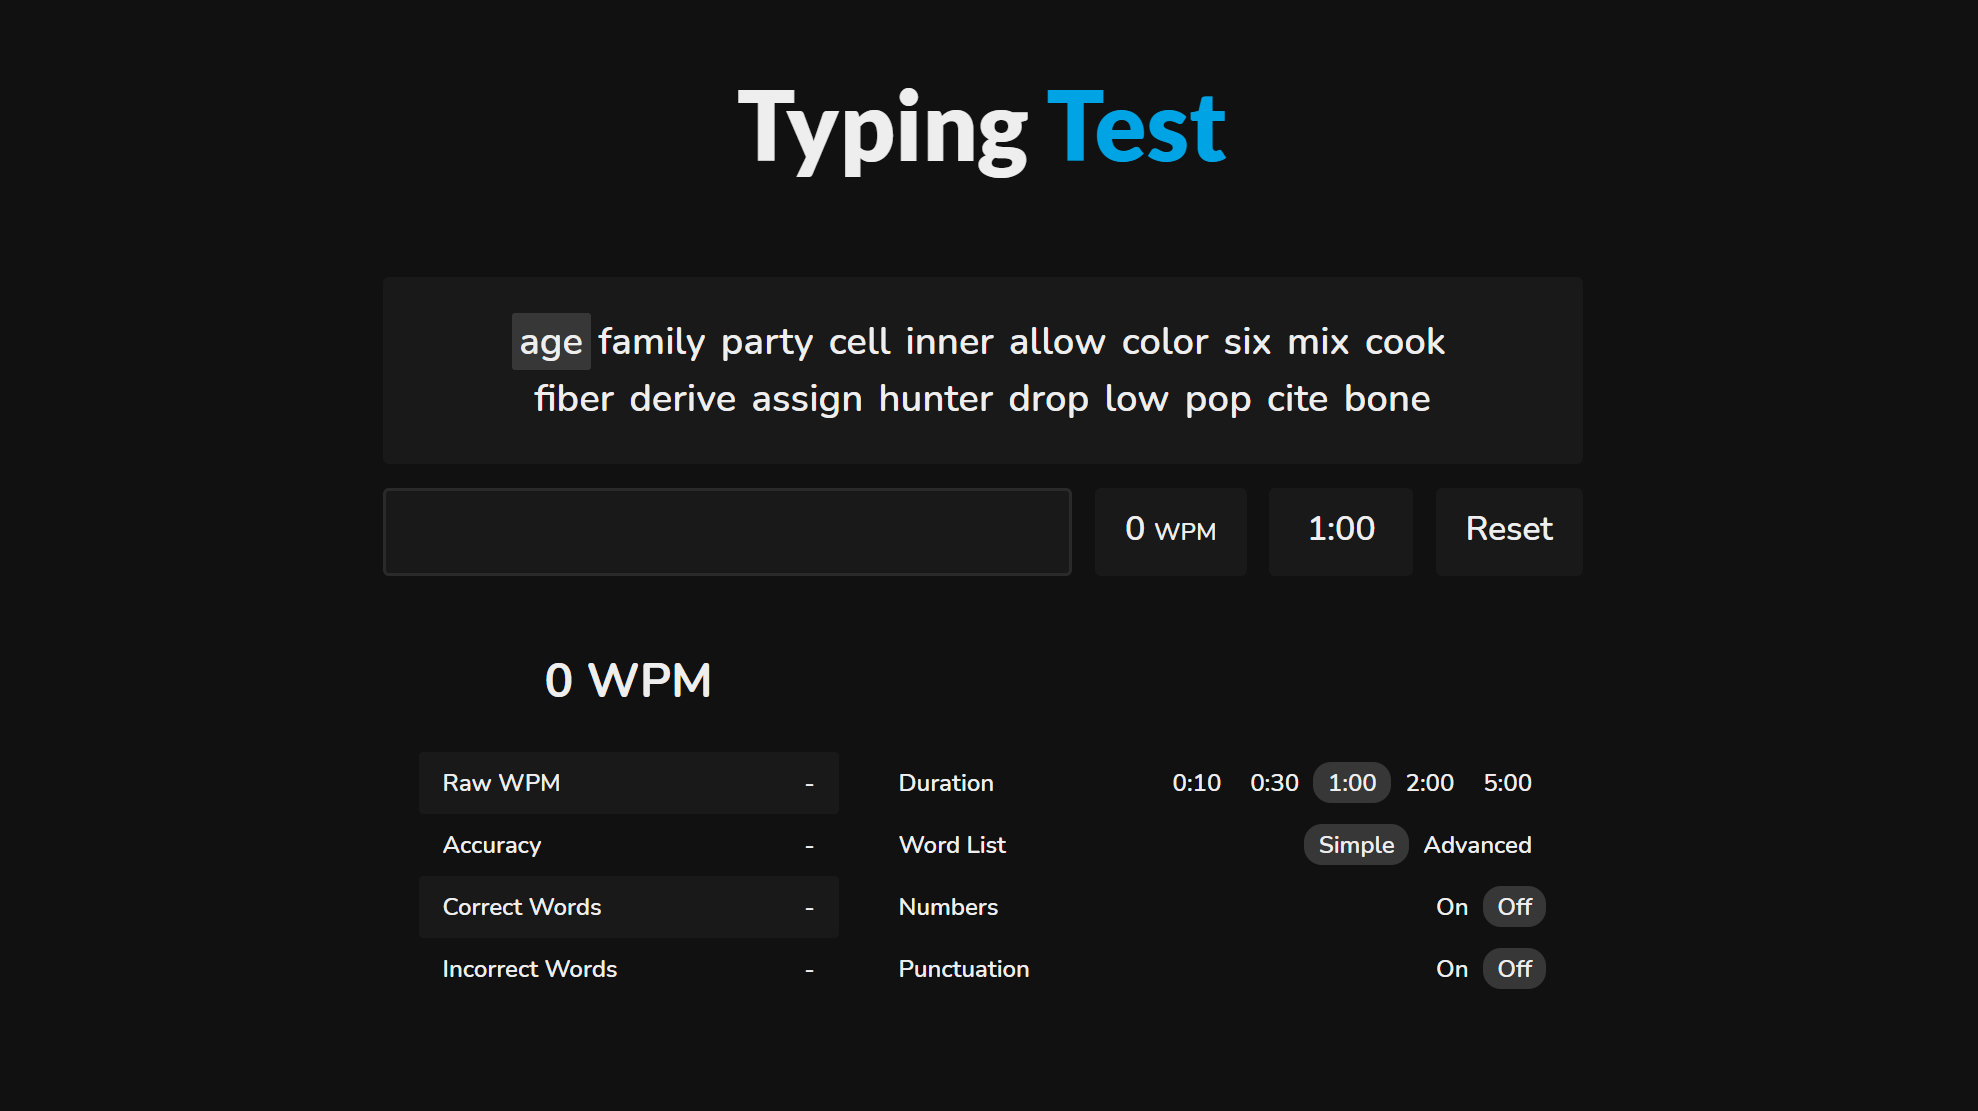 Typing Test
age family party cell inner allow color six mix cook
fiber derive assign hunter drop low pop cite bone
0 WPM 1:00 Reset
0 WPM
Raw WPM -
Accuracy -
Correct Words -
Incorrect Words -
Duration 0:10 0:30 1:00 2:00 5:00
Word List Simple Advanced
Numbers On Off
Punctuation On Off